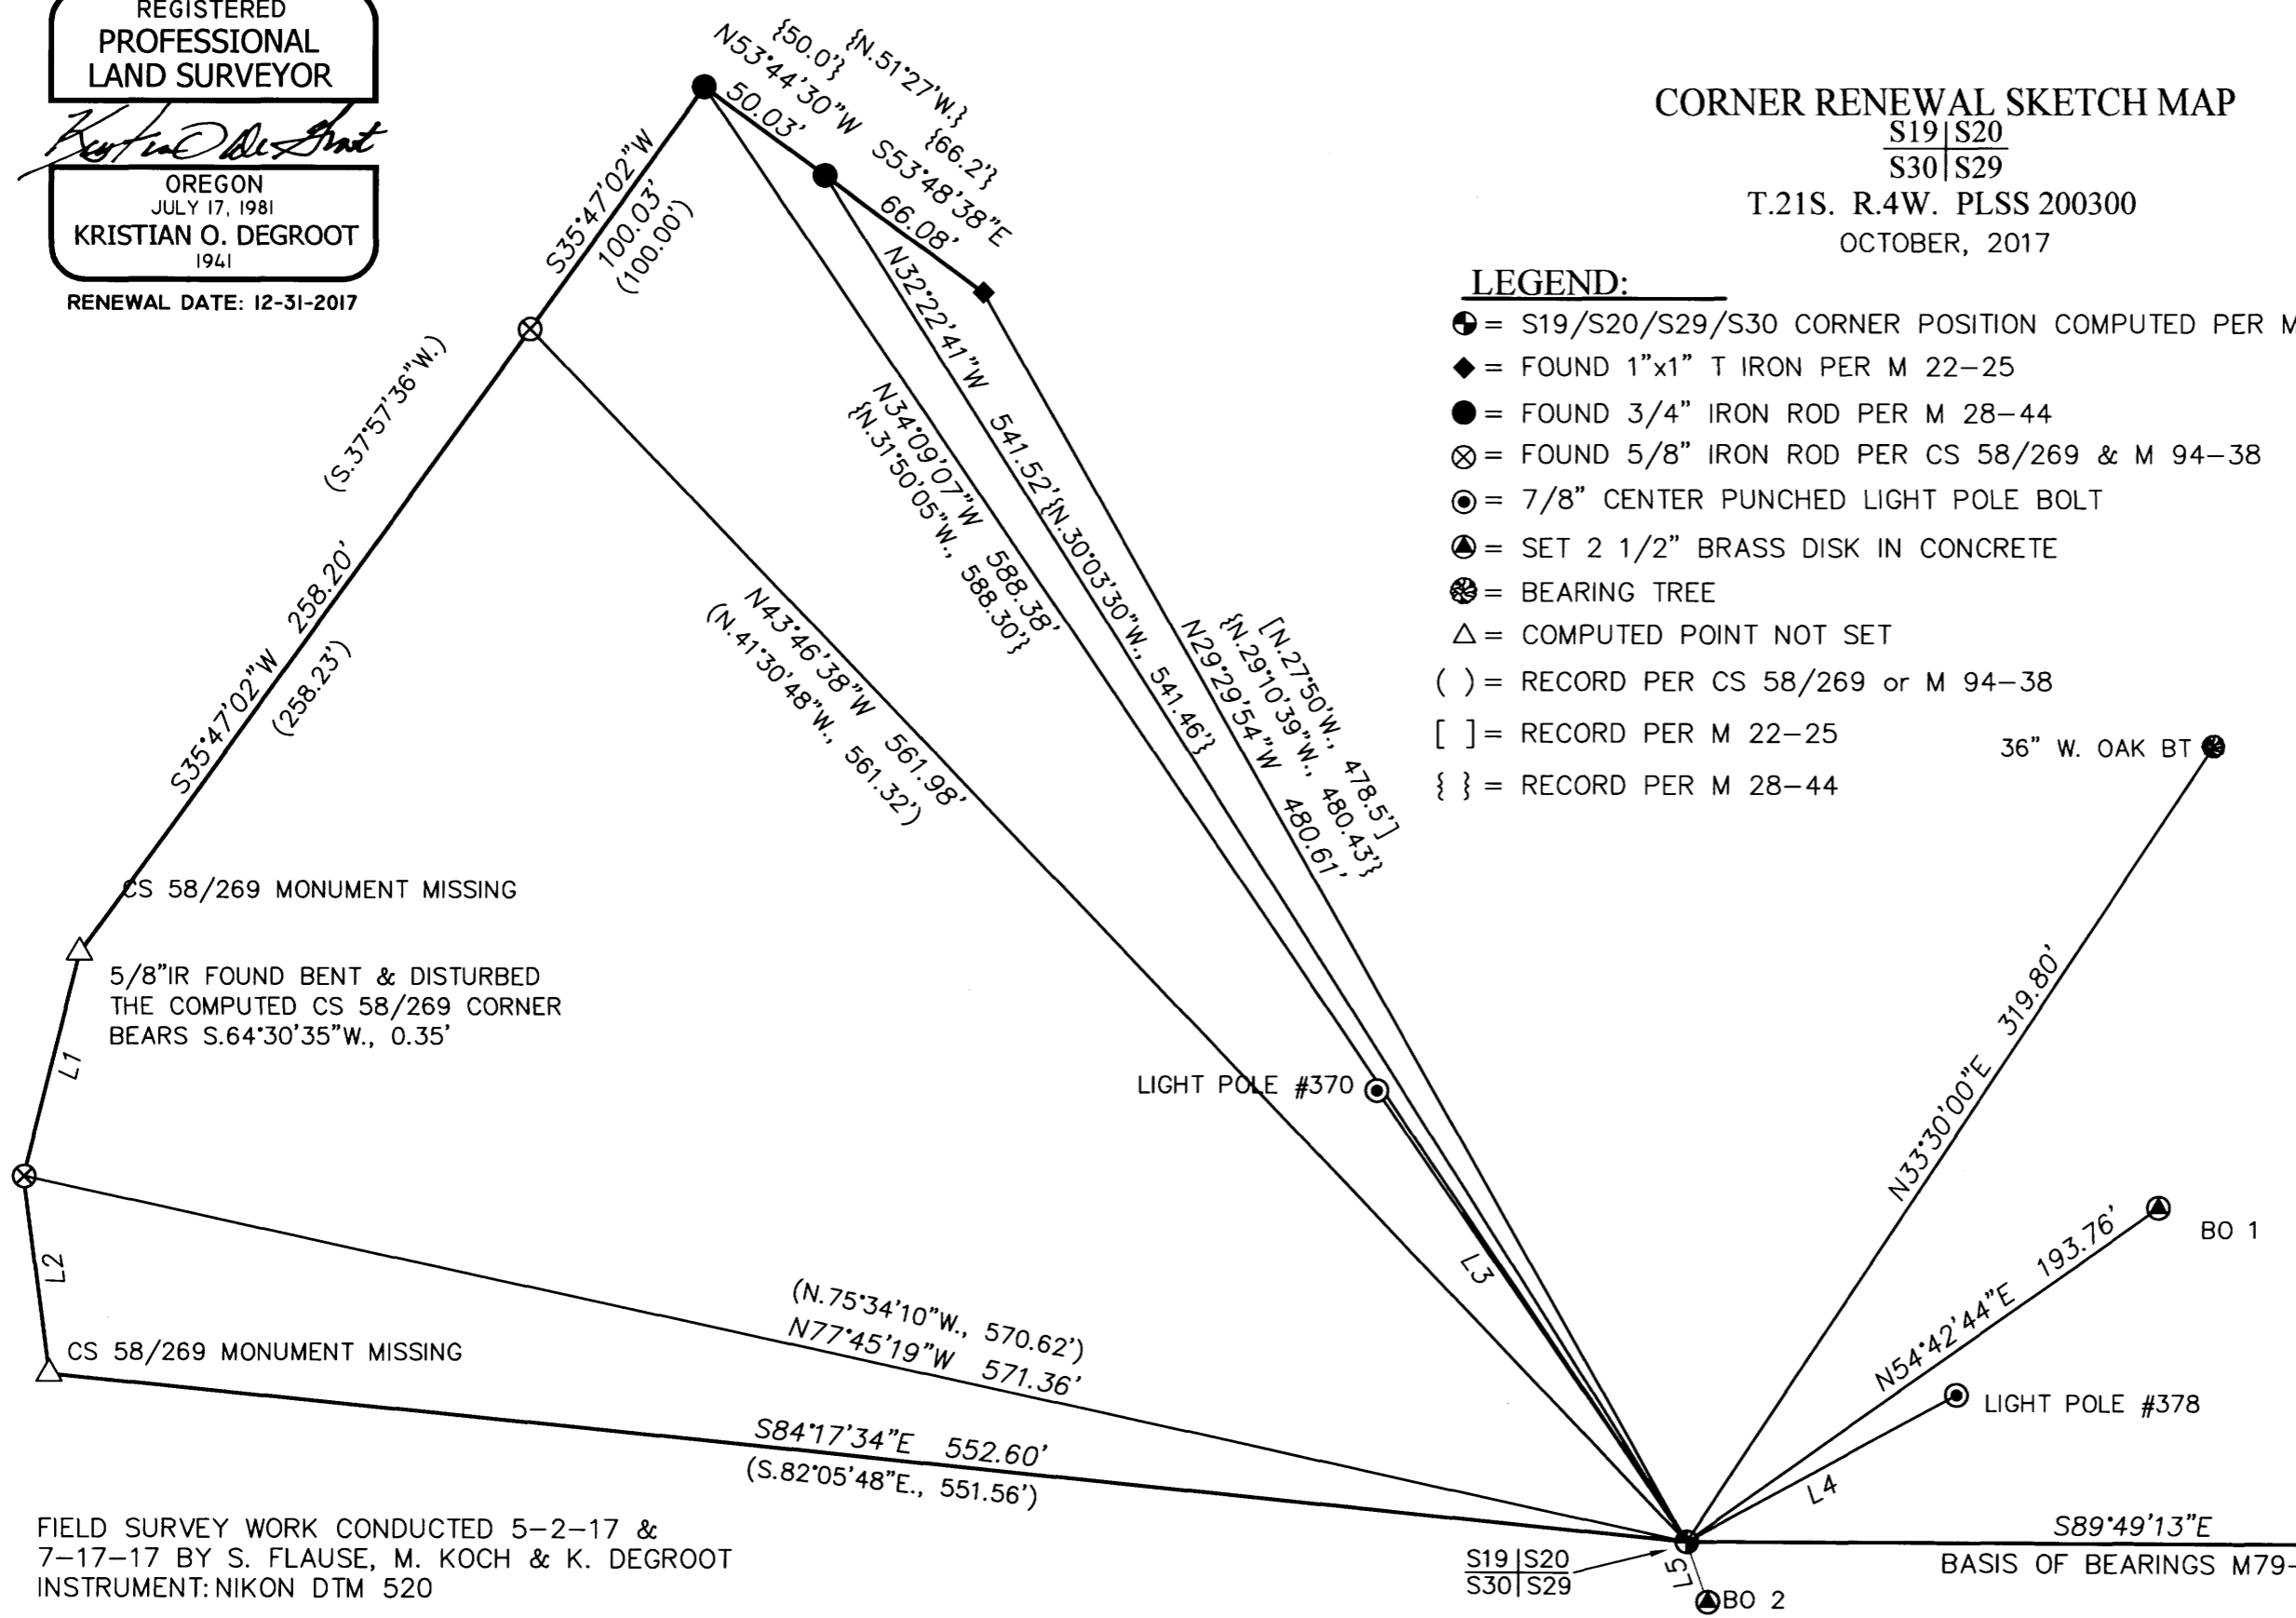 REGISTERED
PROFESSIONAL
LAND SURVEYOR
OREGON
JULY 17, 1981
KRISTIAN O. DEGROOT
1941
RENEWAL DATE: 12-31-2017
CORNER RENEWAL SKETCH MAP
S19|S20
S30|S29
T.21S. R.4W. PLSS 200300
OCTOBER, 2017
LEGEND:
= S19/S20/S29/S30 CORNER POSITION COMPUTED PER M
= FOUND 1"x1" T IRON PER M 22-25
= FOUND 3/4" IRON ROD PER M 28-44
= FOUND 5/8" IRON ROD PER CS 58/269 & M 94-38
= 7/8" CENTER PUNCHED LIGHT POLE BOLT
= SET 2 1/2" BRASS DISK IN CONCRETE
= BEARING TREE
= COMPUTED POINT NOT SET
( )= RECORD PER CS 58/269 or M 94-38
[ ]= RECORD PER M 22-25
{ } = RECORD PER M 28-44
{N.51°27'W.}
{50.0'}
N53°44'30"W
50.03'
{66.2'}
S53°48'38"E
66.08'
S35°47'02"W
100.03'
(100.00')
(S.37°57'36"W.)
S35°47'02"W 258.20'
(258.23')
N32°22'41"W 541.52'
{N.30°03'30"W., 541.46'}
N34°09'07"W 588.38'
{N.31°50'05"W., 588.30'}
N43°46'38"W 561.98'
(N.41°30'48"W., 561.32')
[N.27°50'W., 478.5']
{N.29°10'39"W., 480.43'}
N29°29'54"W 480.61'
36" W. OAK BT
CS 58/269 MONUMENT MISSING
5/8"IR FOUND BENT & DISTURBED
THE COMPUTED CS 58/269 CORNER
BEARS S.64°30'35"W., 0.35'
L1
LIGHT POLE #370
N33°30'00"E 319.80'
L2
L3
BO 1
N54°42'44"E 193.76'
(N.75°34'10"W., 570.62')
N77°45'19"W 571.36'
CS 58/269 MONUMENT MISSING
LIGHT POLE #378
S84°17'34"E 552.60'
(S.82°05'48"E., 551.56')
L4
FIELD SURVEY WORK CONDUCTED 5-2-17 &
7-17-17 BY S. FLAUSE, M. KOCH & K. DEGROOT
INSTRUMENT: NIKON DTM 520
S19|S20
S30|S29
L5
BO 2
S89°49'13"E
BASIS OF BEARINGS M79-